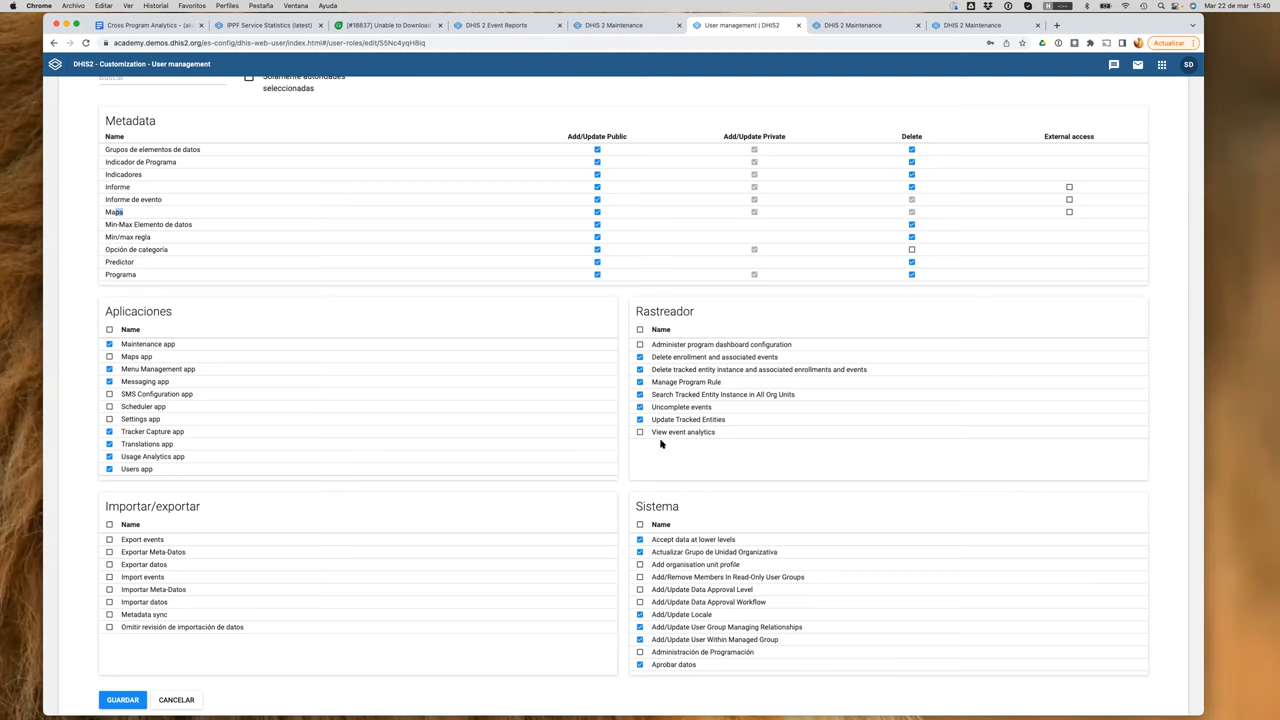 Chrome Archivo Editar Ver Historial Favoritos Perfiles Pestaña Ventana Ayuda
Mar 22 de mar 15:40
Cross Program Analytics - (ske
IPPF Service Statistics (latest)
[#18837] Unable to Download
DHIS 2 Event Reports
DHIS 2 Maintenance
User management | DHIS2
DHIS 2 Maintenance
DHIS 2 Maintenance
academy.demos.dhis2.org/es-config/dhis-web-user/index.html#/user-roles/edit/S5Nc4yqH8iq
Actualizar
DHIS2 - Customization - User management
SD
Buscar
Solamente autoridades
seleccionadas
Metadata
Name Add/Update Public Add/Update Private Delete External access
Grupos de elementos de datos
Indicador de Programa
Indicadores
Informe
Informe de evento
Mapa
Min-Max Elemento de datos
Min/max regla
Opción de categoría
Predictor
Programa
Aplicaciones
Name
Maintenance app
Maps app
Menu Management app
Messaging app
SMS Configuration app
Scheduler app
Settings app
Tracker Capture app
Translations app
Usage Analytics app
Users app
Rastreador
Name
Administer program dashboard configuration
Delete enrollment and associated events
Delete tracked entity instance and associated enrollments and events
Manage Program Rule
Search Tracked Entity Instance in All Org Units
Uncomplete events
Update Tracked Entities
View event analytics
Importar/exportar
Name
Export events
Exportar Meta-Datos
Exportar datos
Import events
Importar Meta-Datos
Importar datos
Metadata sync
Omitir revisión de importación de datos
Sistema
Name
Accept data at lower levels
Actualizar Grupo de Unidad Organizativa
Add organisation unit profile
Add/Remove Members In Read-Only User Groups
Add/Update Data Approval Level
Add/Update Data Approval Workflow
Add/Update Locale
Add/Update User Group Managing Relationships
Add/Update User Within Managed Group
Administración de Programación
Aprobar datos
GUARDAR CANCELAR